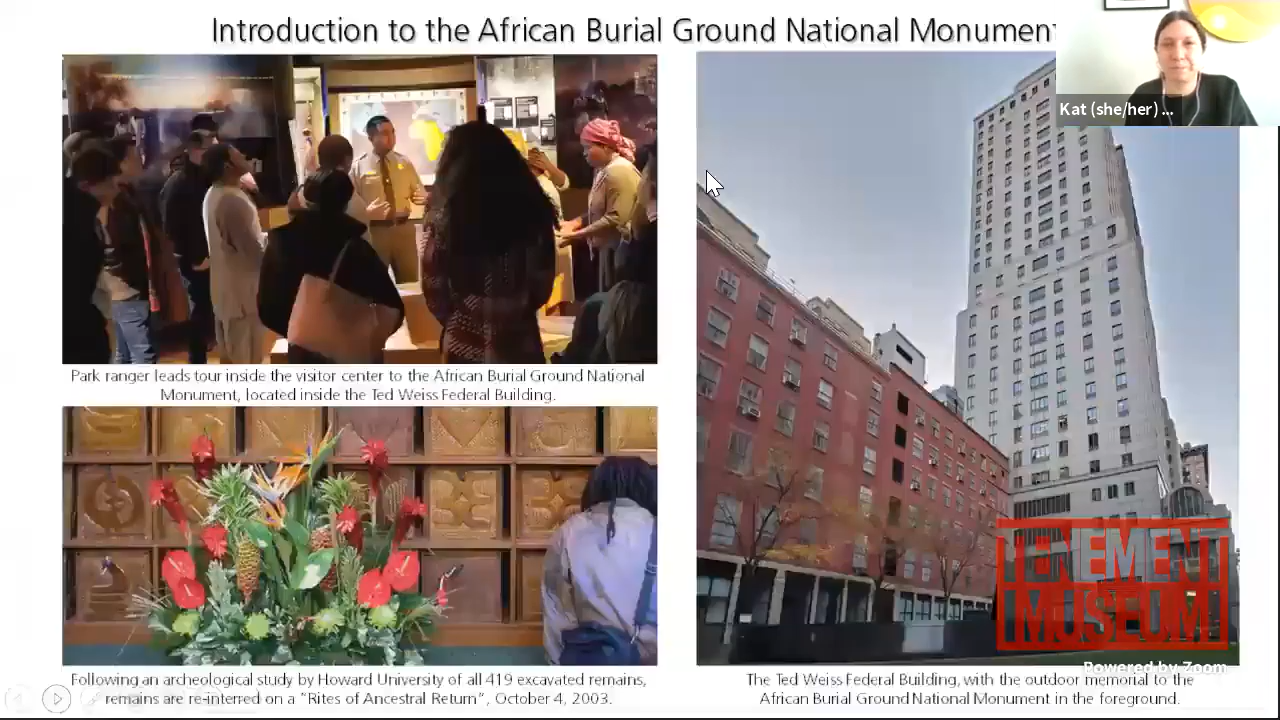 Introduction to the African Burial Ground National Monument
Kat (she/her) ...
Park ranger leads tour inside the visitor center to the African Burial Ground National
Monument, located inside the Ted Weiss Federal Building.
Following an archeological study by Howard University of all 419 excavated remains,
remains are re-interred on a "Rites of Ancestral Return", October 4, 2003.
The Ted Weiss Federal Building, with the outdoor memorial to the
African Burial Ground National Monument in the foreground.
TENEMENT
MUSEUM
Powered by Zoom